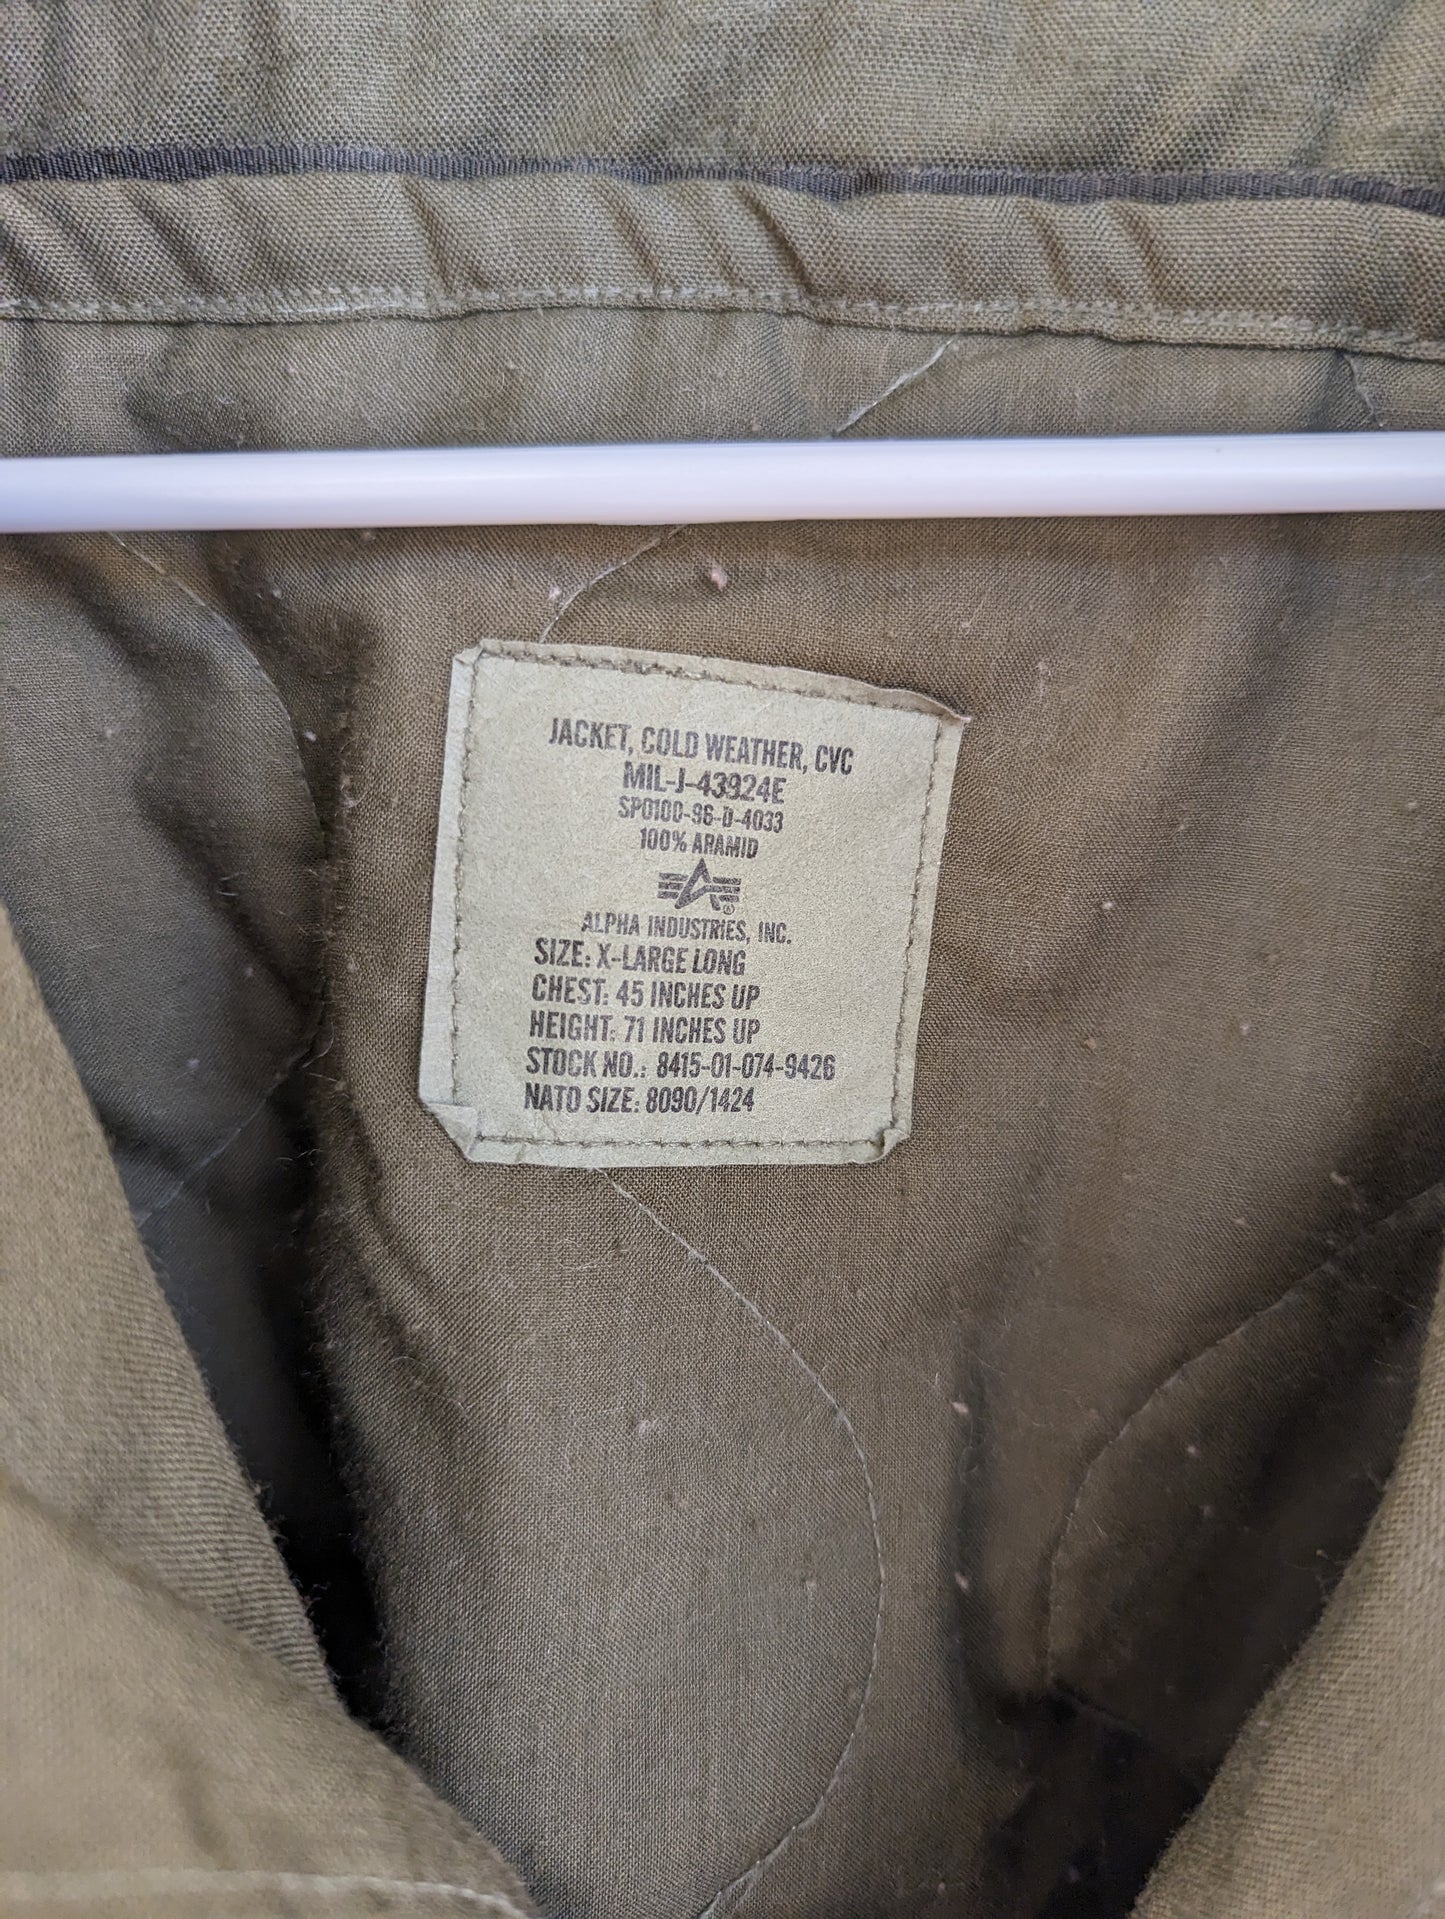 JACKET, COLD WEATHER, CVC
MIL-J-43924E
SP0100-96-D-4033
100% ARAMID
®
ALPHA INDUSTRIES, INC.
SIZE: X-LARGE LONG
CHEST: 45 INCHES UP
HEIGHT: 71 INCHES UP
STOCK NO.: 8415-01-074-9426
NATO SIZE: 8090/1424